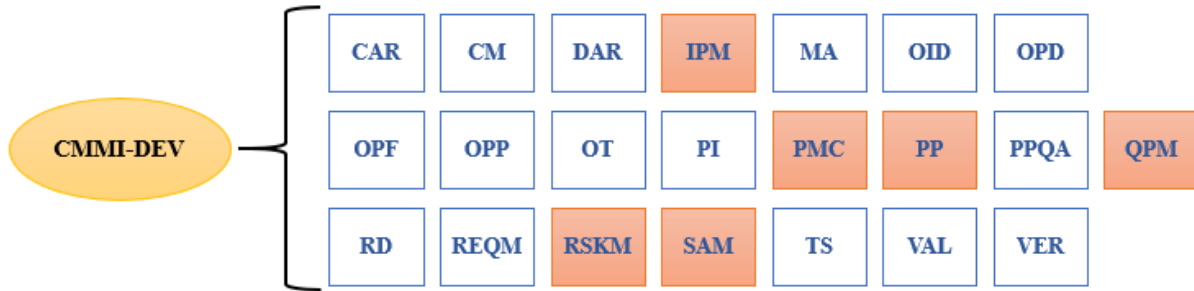 CAR CM DAR IPM MA OID OPD
CMMI-DEV
OPF OPP OT PI PMC PP PPQA QPM
RD REQM RSKM SAM TS VAL VER